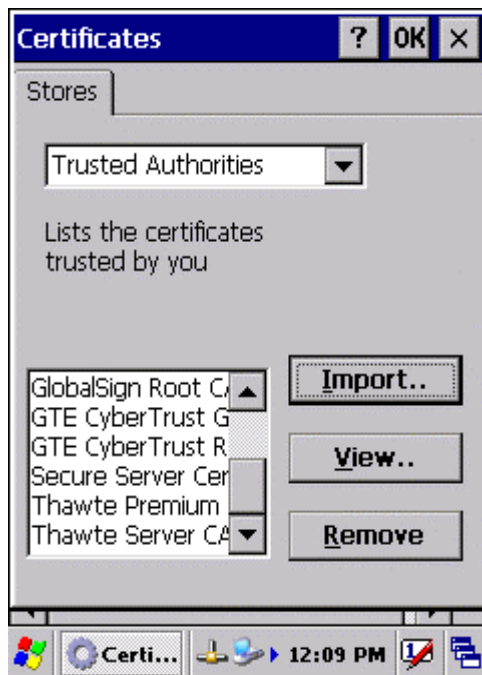 Certificates ? OK ×
Stores
Trusted Authorities
Lists the certificates
trusted by you
GlobalSign Root CA
GTE CyberTrust G
GTE CyberTrust R
Secure Server Cer
Thawte Premium
Thawte Server CA
Import..
View..
Remove
Certi... 12:09 PM